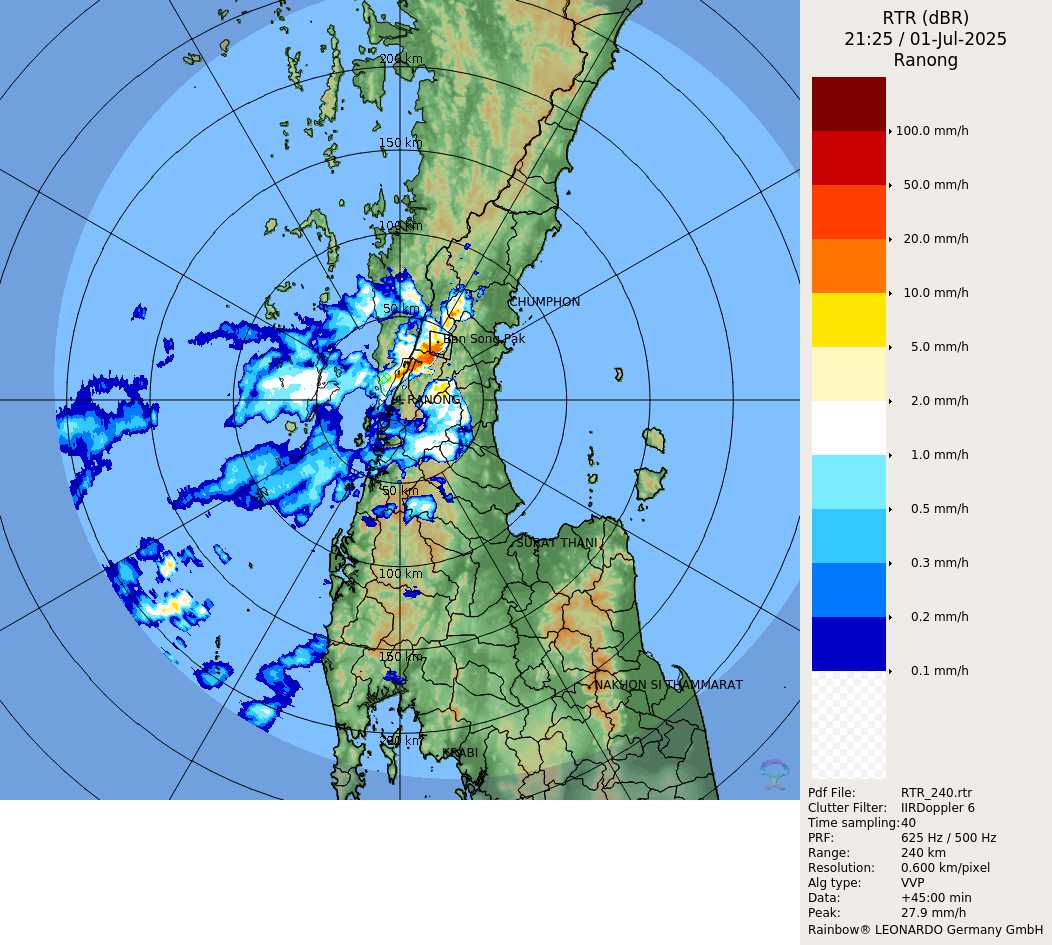 RTR (dBR)
21:25 / 01-Jul-2025
Ranong
100.0 mm/h
50.0 mm/h
20.0 mm/h
10.0 mm/h
5.0 mm/h
2.0 mm/h
1.0 mm/h
0.5 mm/h
0.3 mm/h
0.2 mm/h
0.1 mm/h
Pdf File: RTR_240.rtr
Clutter Filter: IIRDoppler 6
Time sampling: 40
PRF: 625 Hz / 500 Hz
Range: 240 km
Resolution: 0.600 km/pixel
Alg type: VVP
Data: +45:00 min
Peak: 27.9 mm/h
Rainbow® LEONARDO Germany GmbH
200 km
150 km
100 km
CHUMPHON
50 km
Ban Song Pak
RANONG
50 km
SURAT THANI
100 km
150 km
NAKHON SI THAMMARAT
200 km
KRABI